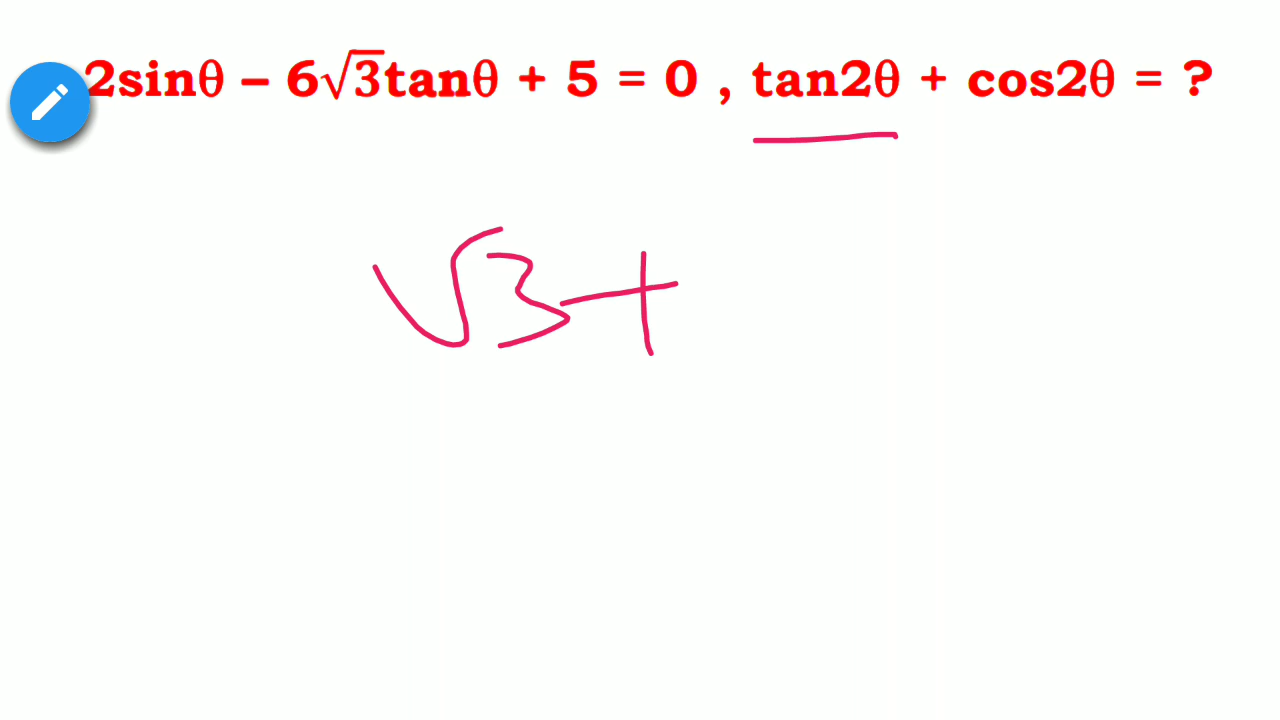 2sinθ – 6√3tanθ + 5 = 0 , tan2θ + cos2θ = ?
√3+